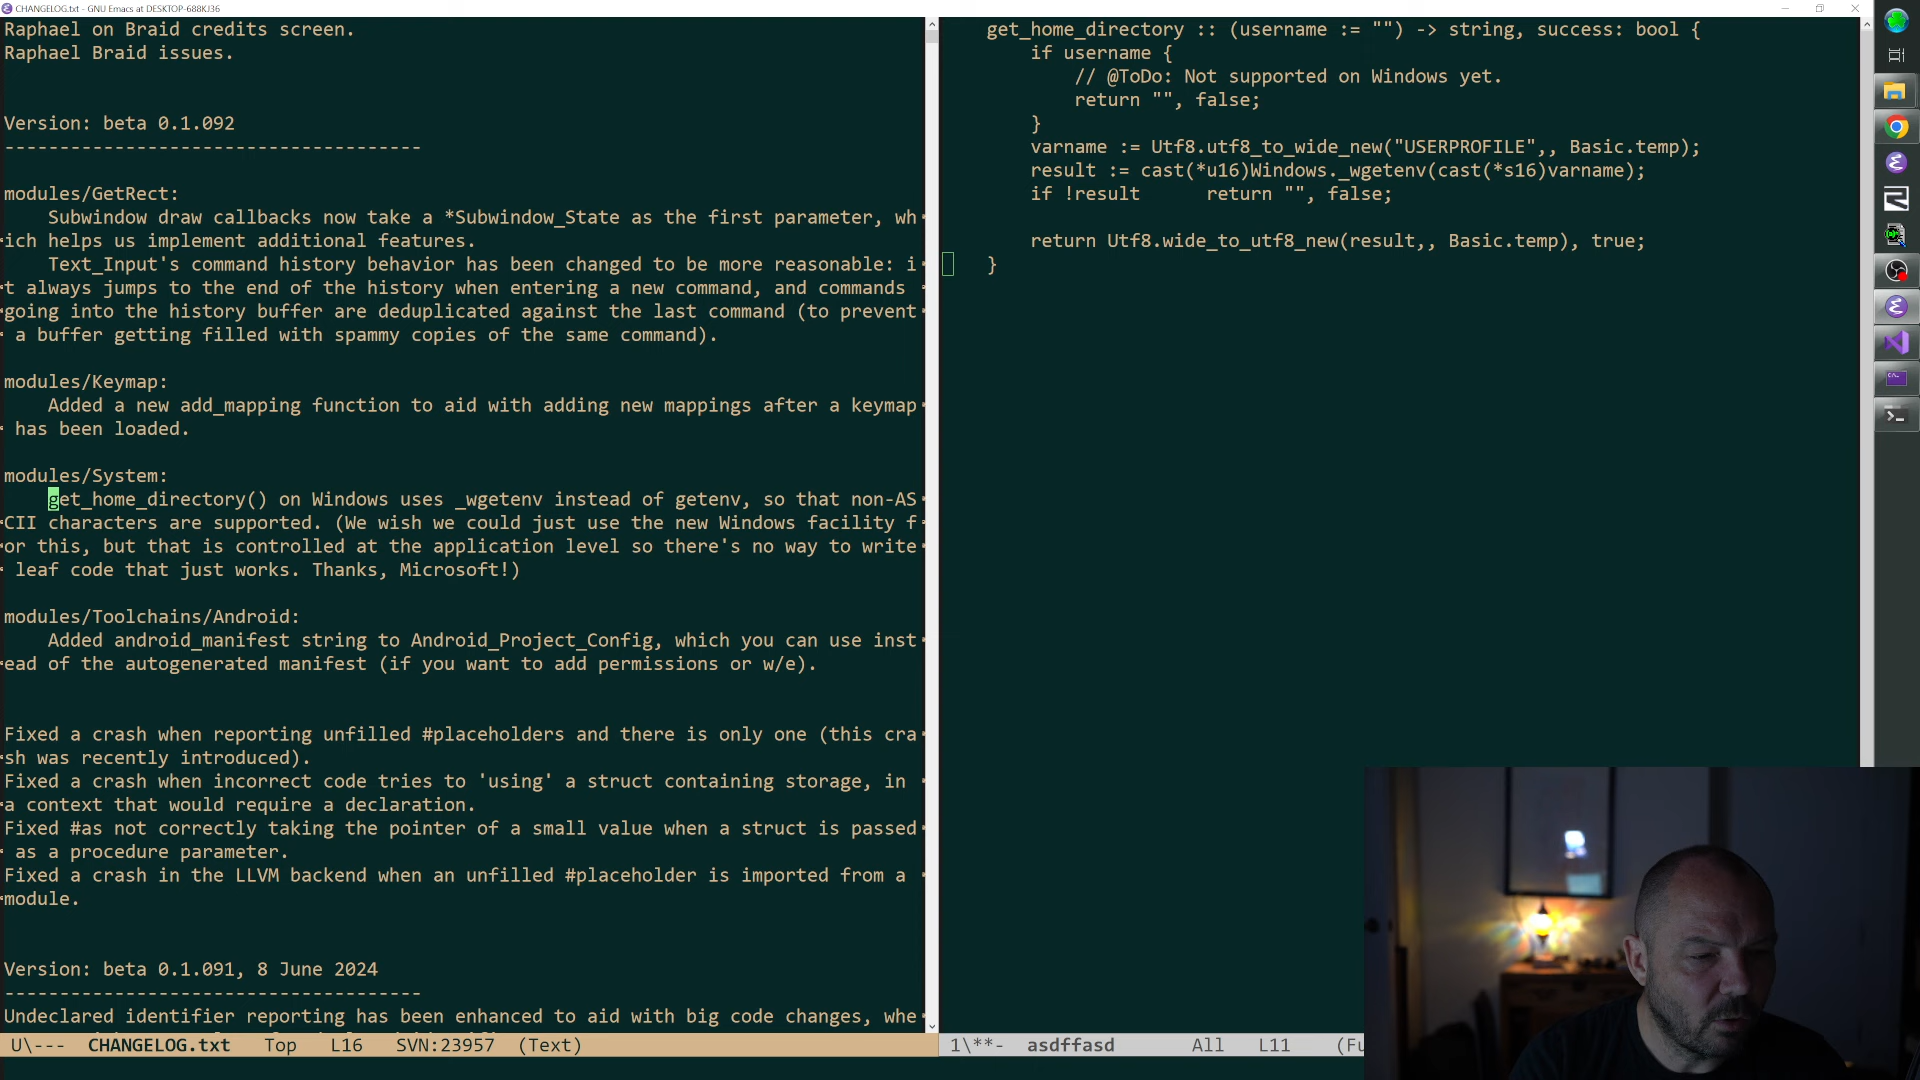 CHANGELOG.txt - GNU Emacs at DESKTOP-688KJ36
Raphael on Braid credits screen.
Raphael Braid issues.
Version: beta 0.1.092
--------------------------------------
modules/GetRect:
Subwindow draw callbacks now take a *Subwindow_State as the first parameter, wh
ich helps us implement additional features.
Text_Input's command history behavior has been changed to be more reasonable: i
t always jumps to the end of the history when entering a new command, and commands
going into the history buffer are deduplicated against the last command (to prevent
a buffer getting filled with spammy copies of the same command).
modules/Keymap:
Added a new add_mapping function to aid with adding new mappings after a keymap
has been loaded.
modules/System:
get_home_directory() on Windows uses _wgetenv instead of getenv, so that non-AS
CII characters are supported. (We wish we could just use the new Windows facility f
or this, but that is controlled at the application level so there's no way to write
leaf code that just works. Thanks, Microsoft!)
modules/Toolchains/Android:
Added android_manifest string to Android_Project_Config, which you can use inst
ead of the autogenerated manifest (if you want to add permissions or w/e).
Fixed a crash when reporting unfilled #placeholders and there is only one (this cra
sh was recently introduced).
Fixed a crash when incorrect code tries to 'using' a struct containing storage, in
a context that would require a declaration.
Fixed #as not correctly taking the pointer of a small value when a struct is passed
as a procedure parameter.
Fixed a crash in the LLVM backend when an unfilled #placeholder is imported from a
module.
Version: beta 0.1.091, 8 June 2024
--------------------------------------
Undeclared identifier reporting has been enhanced to aid with big code changes, whe
U\--- CHANGELOG.txt Top L16 SVN:23957 (Text)
get_home_directory :: (username := "") -> string, success: bool {
if username {
// @ToDo: Not supported on Windows yet.
return "", false;
}
varname := Utf8.utf8_to_wide_new("USERPROFILE",, Basic.temp);
result := cast(*u16)Windows._wgetenv(cast(*s16)varname);
if !result return "", false;
return Utf8.wide_to_utf8_new(result,, Basic.temp), true;
}
1\**- asdffasd All L11 (Fu